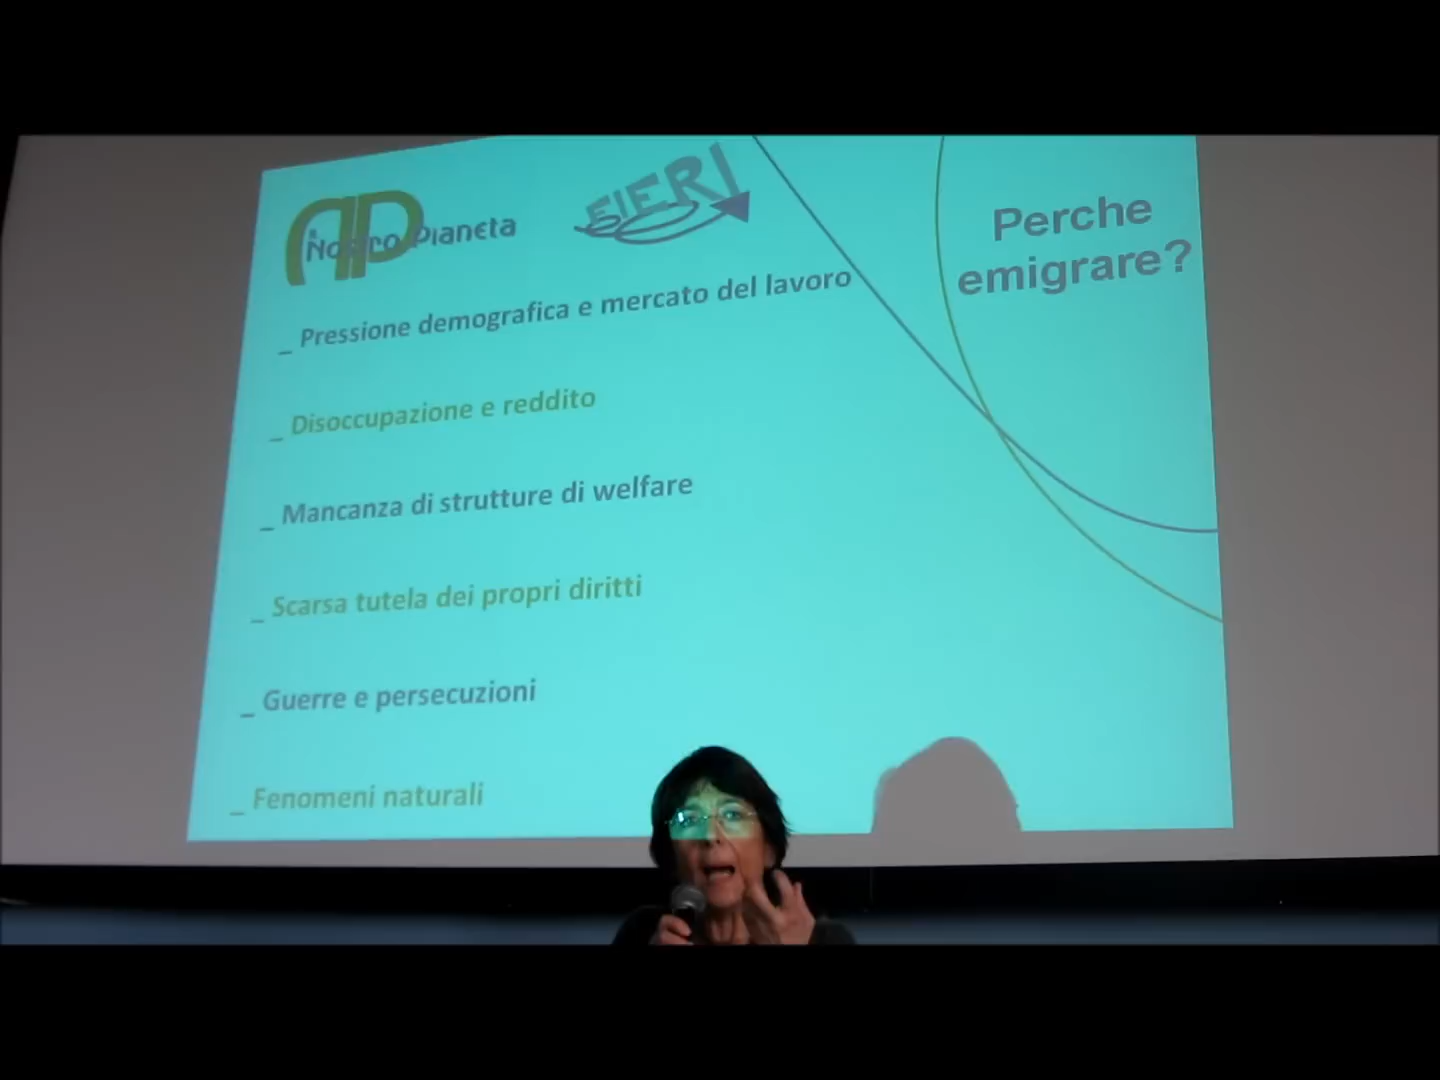 Il Nostro Pianeta
FIERI
Perche
emigrare?
_ Pressione demografica e mercato del lavoro
_ Disoccupazione e reddito
_ Mancanza di strutture di welfare
_ Scarsa tutela dei propri diritti
_ Guerre e persecuzioni
_ Fenomeni naturali